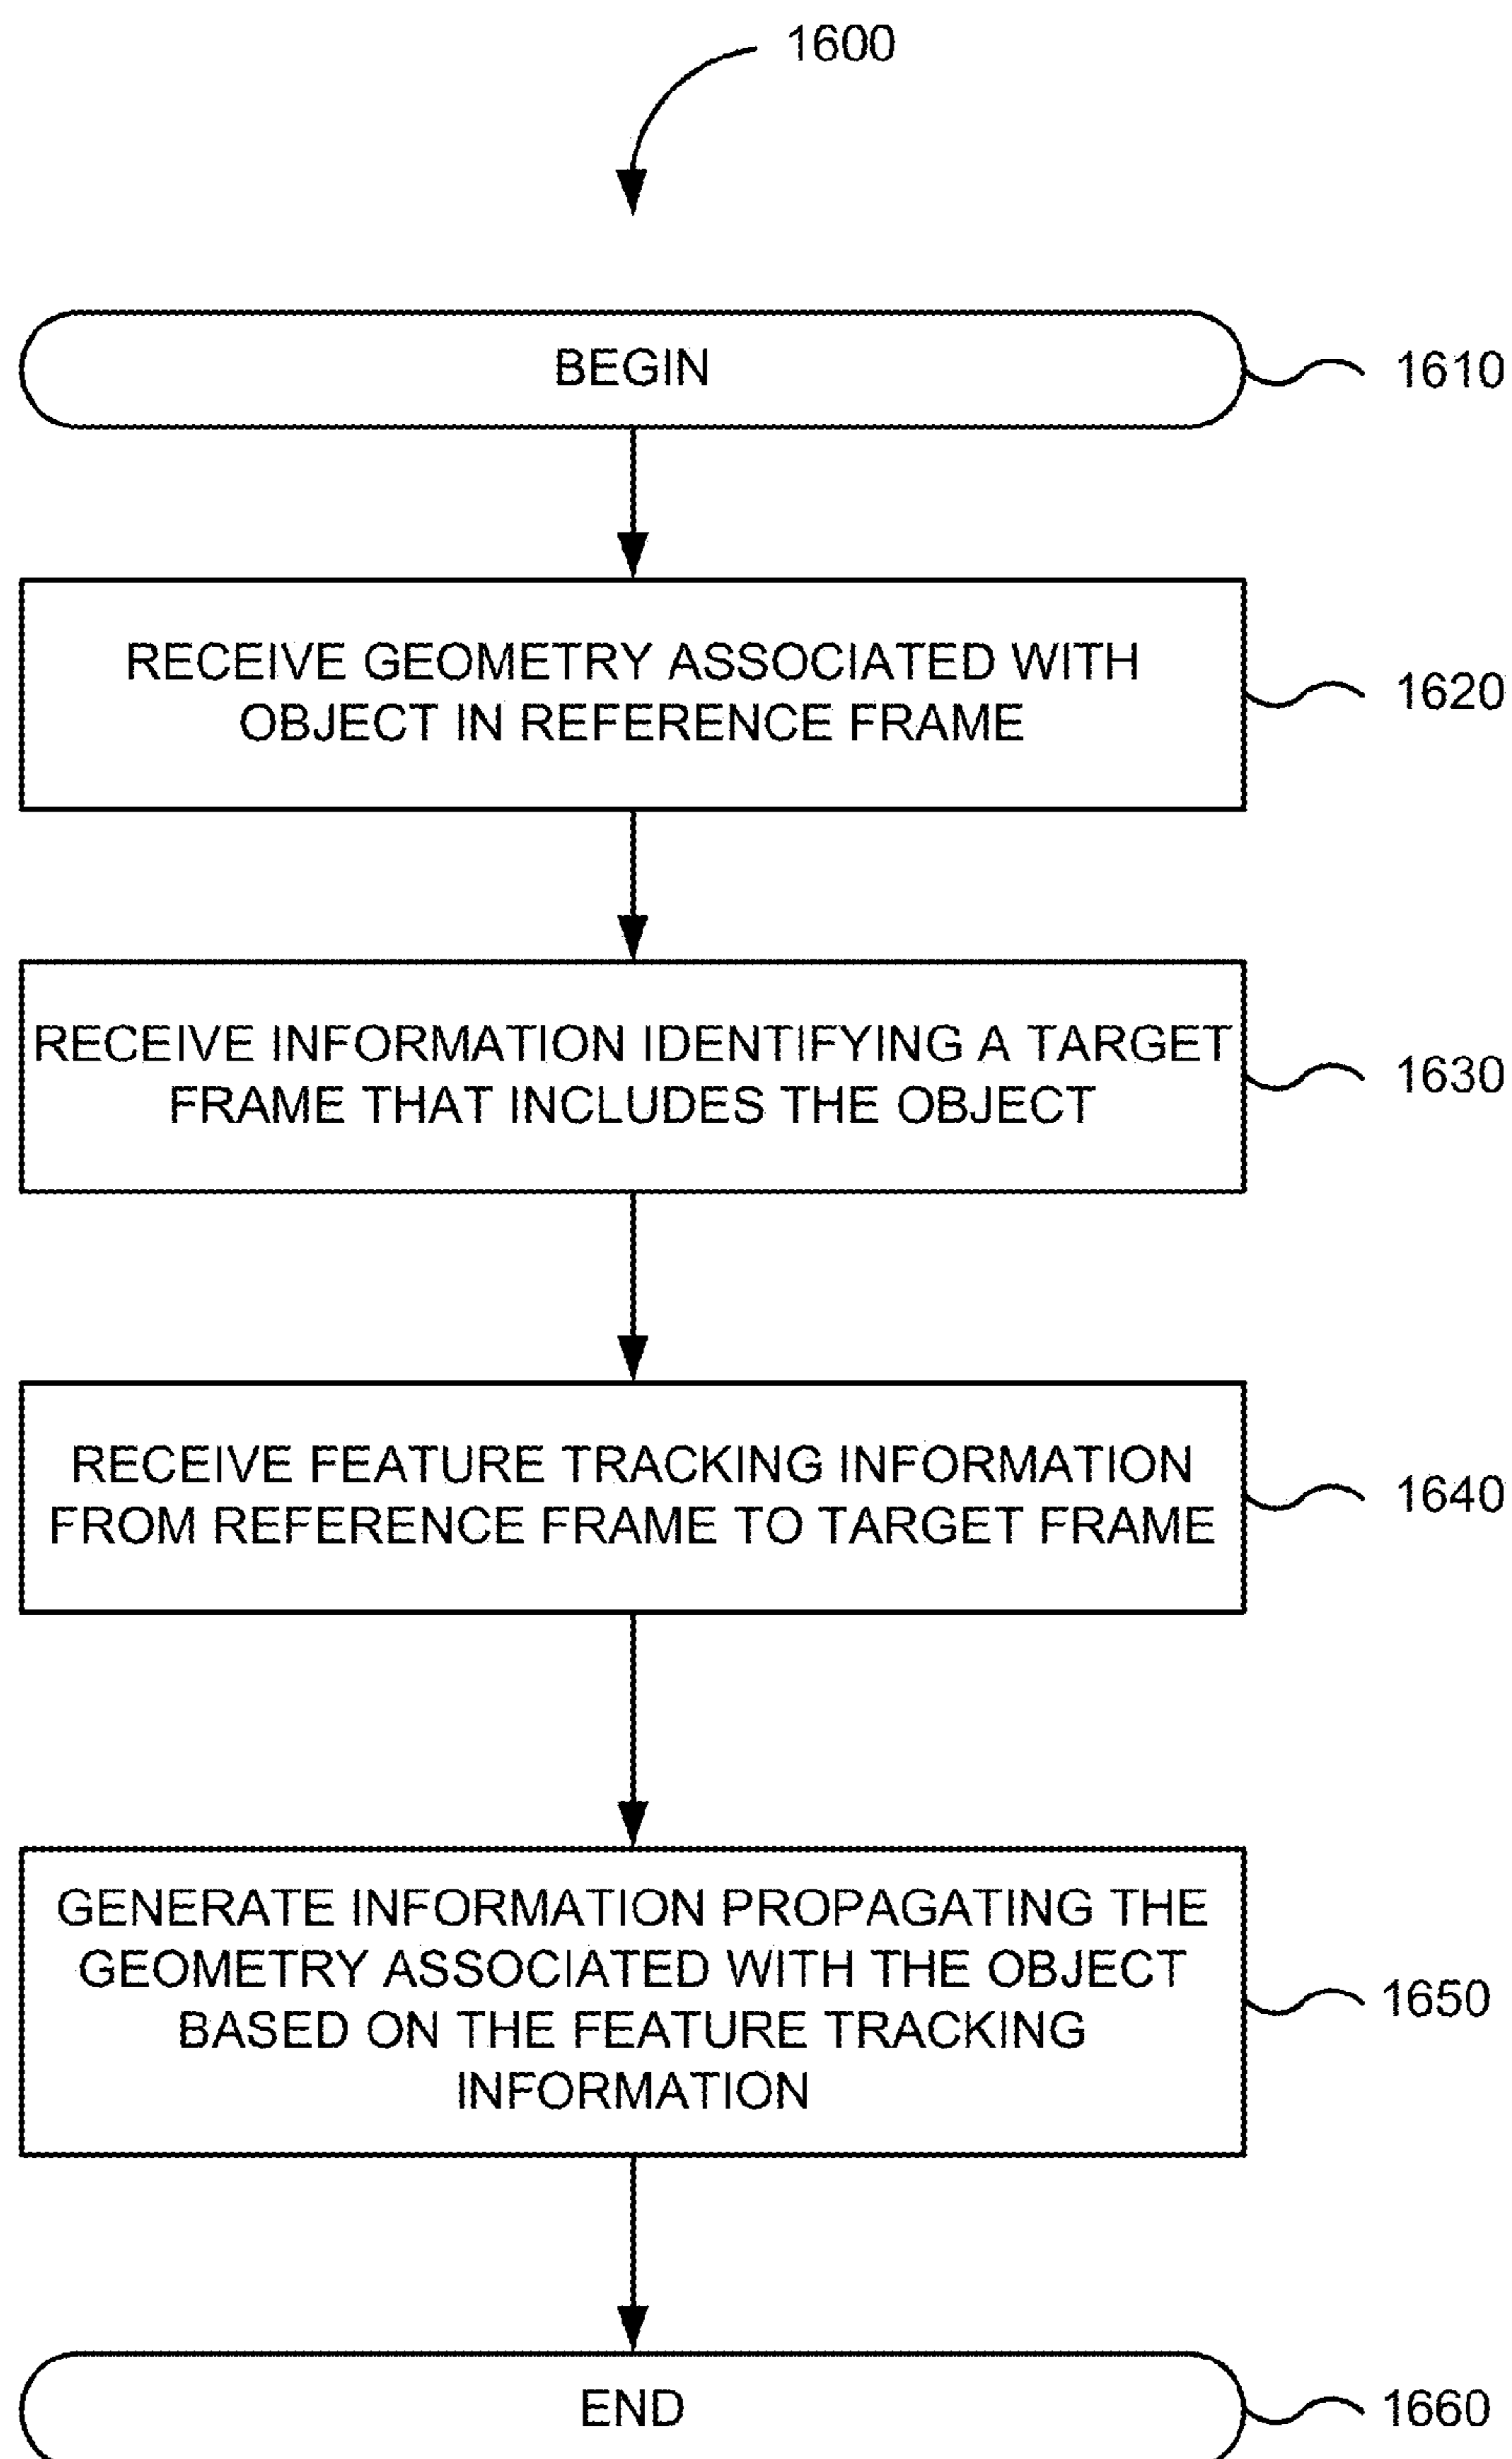 1600
BEGIN
1610
RECEIVE GEOMETRY ASSOCIATED WITH
OBJECT IN REFERENCE FRAME
1620
RECEIVE INFORMATION IDENTIFYING A TARGET
FRAME THAT INCLUDES THE OBJECT
1630
RECEIVE FEATURE TRACKING INFORMATION
FROM REFERENCE FRAME TO TARGET FRAME
1640
GENERATE INFORMATION PROPAGATING THE
GEOMETRY ASSOCIATED WITH THE OBJECT
BASED ON THE FEATURE TRACKING
INFORMATION
1650
END
1660